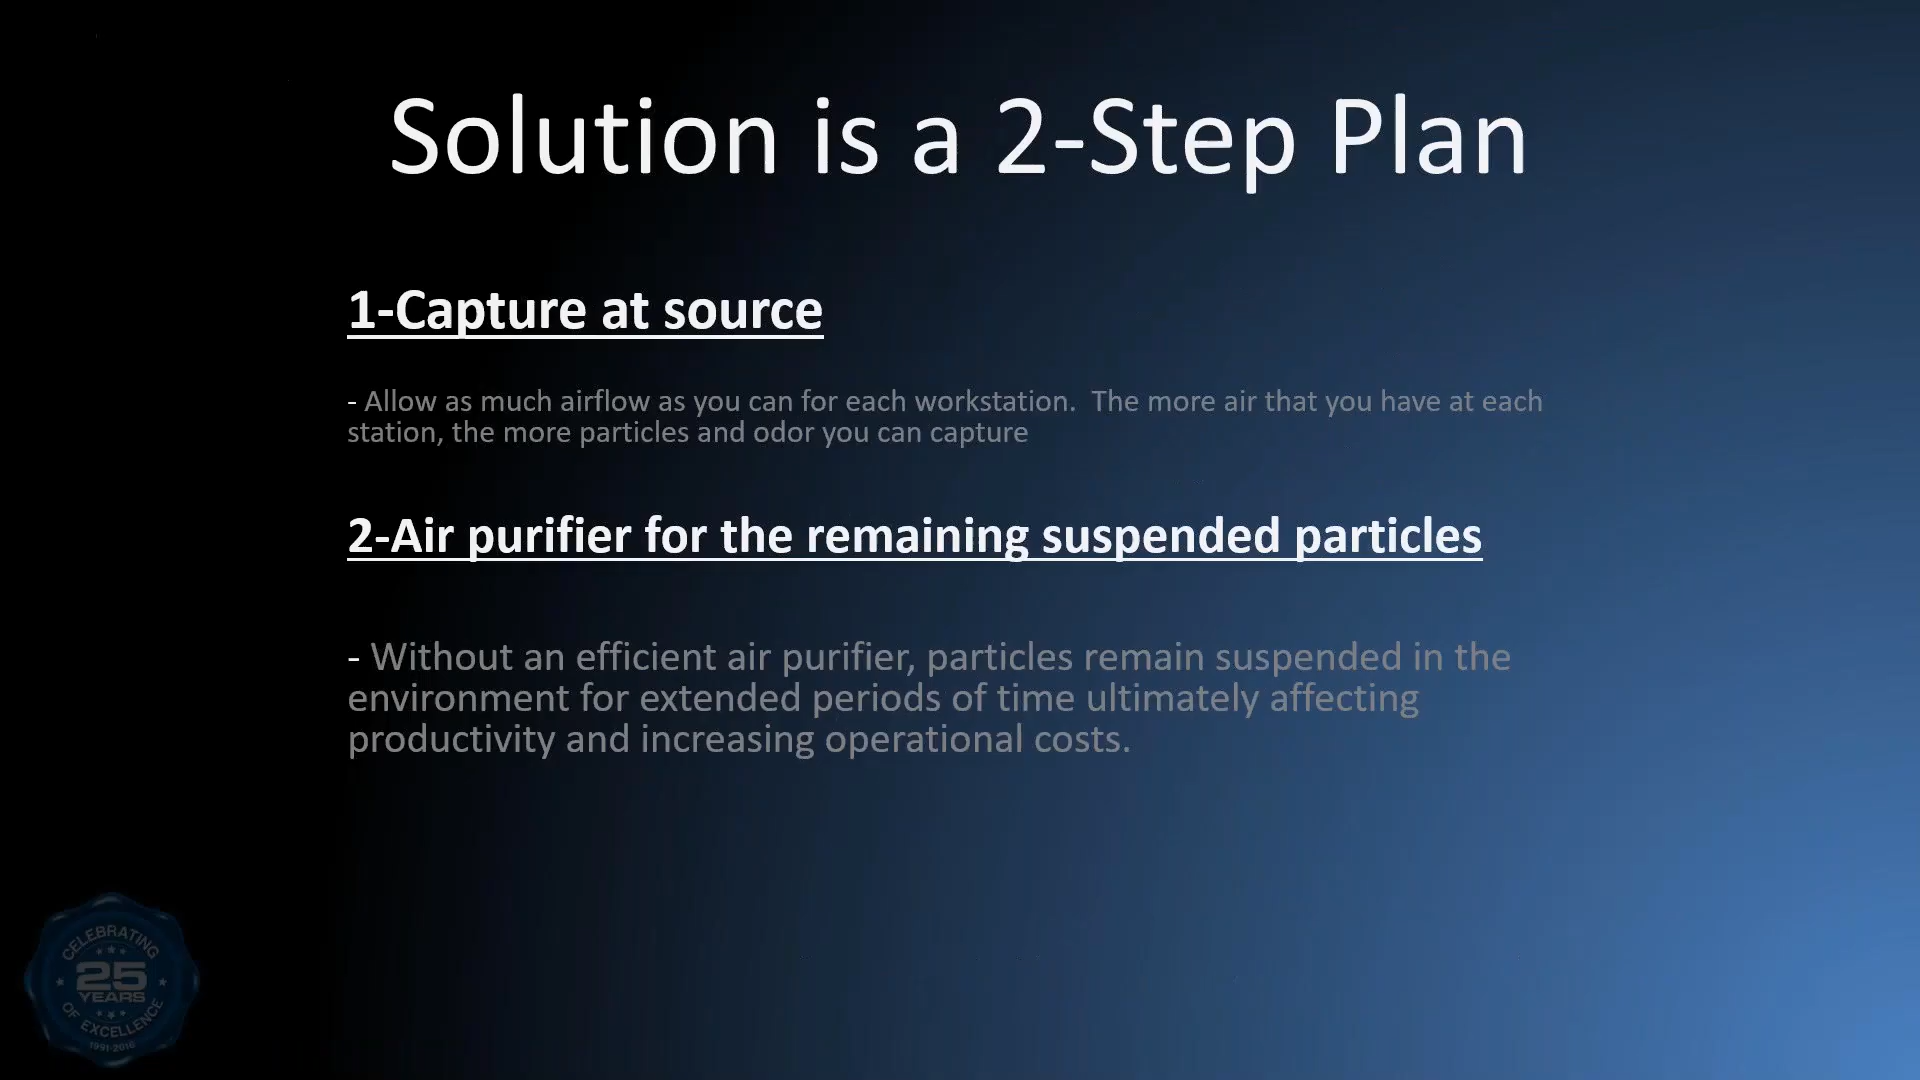 Solution is a 2-Step Plan
1-Capture at source
- Allow as much airflow as you can for each workstation.  The more air that you have at each
station, the more particles and odor you can capture
2-Air purifier for the remaining suspended particles
- Without an efficient air purifier, particles remain suspended in the
environment for extended periods of time ultimately affecting
productivity and increasing operational costs.
CELEBRATING
25
YEARS
OF EXCELLENCE
1991-2016